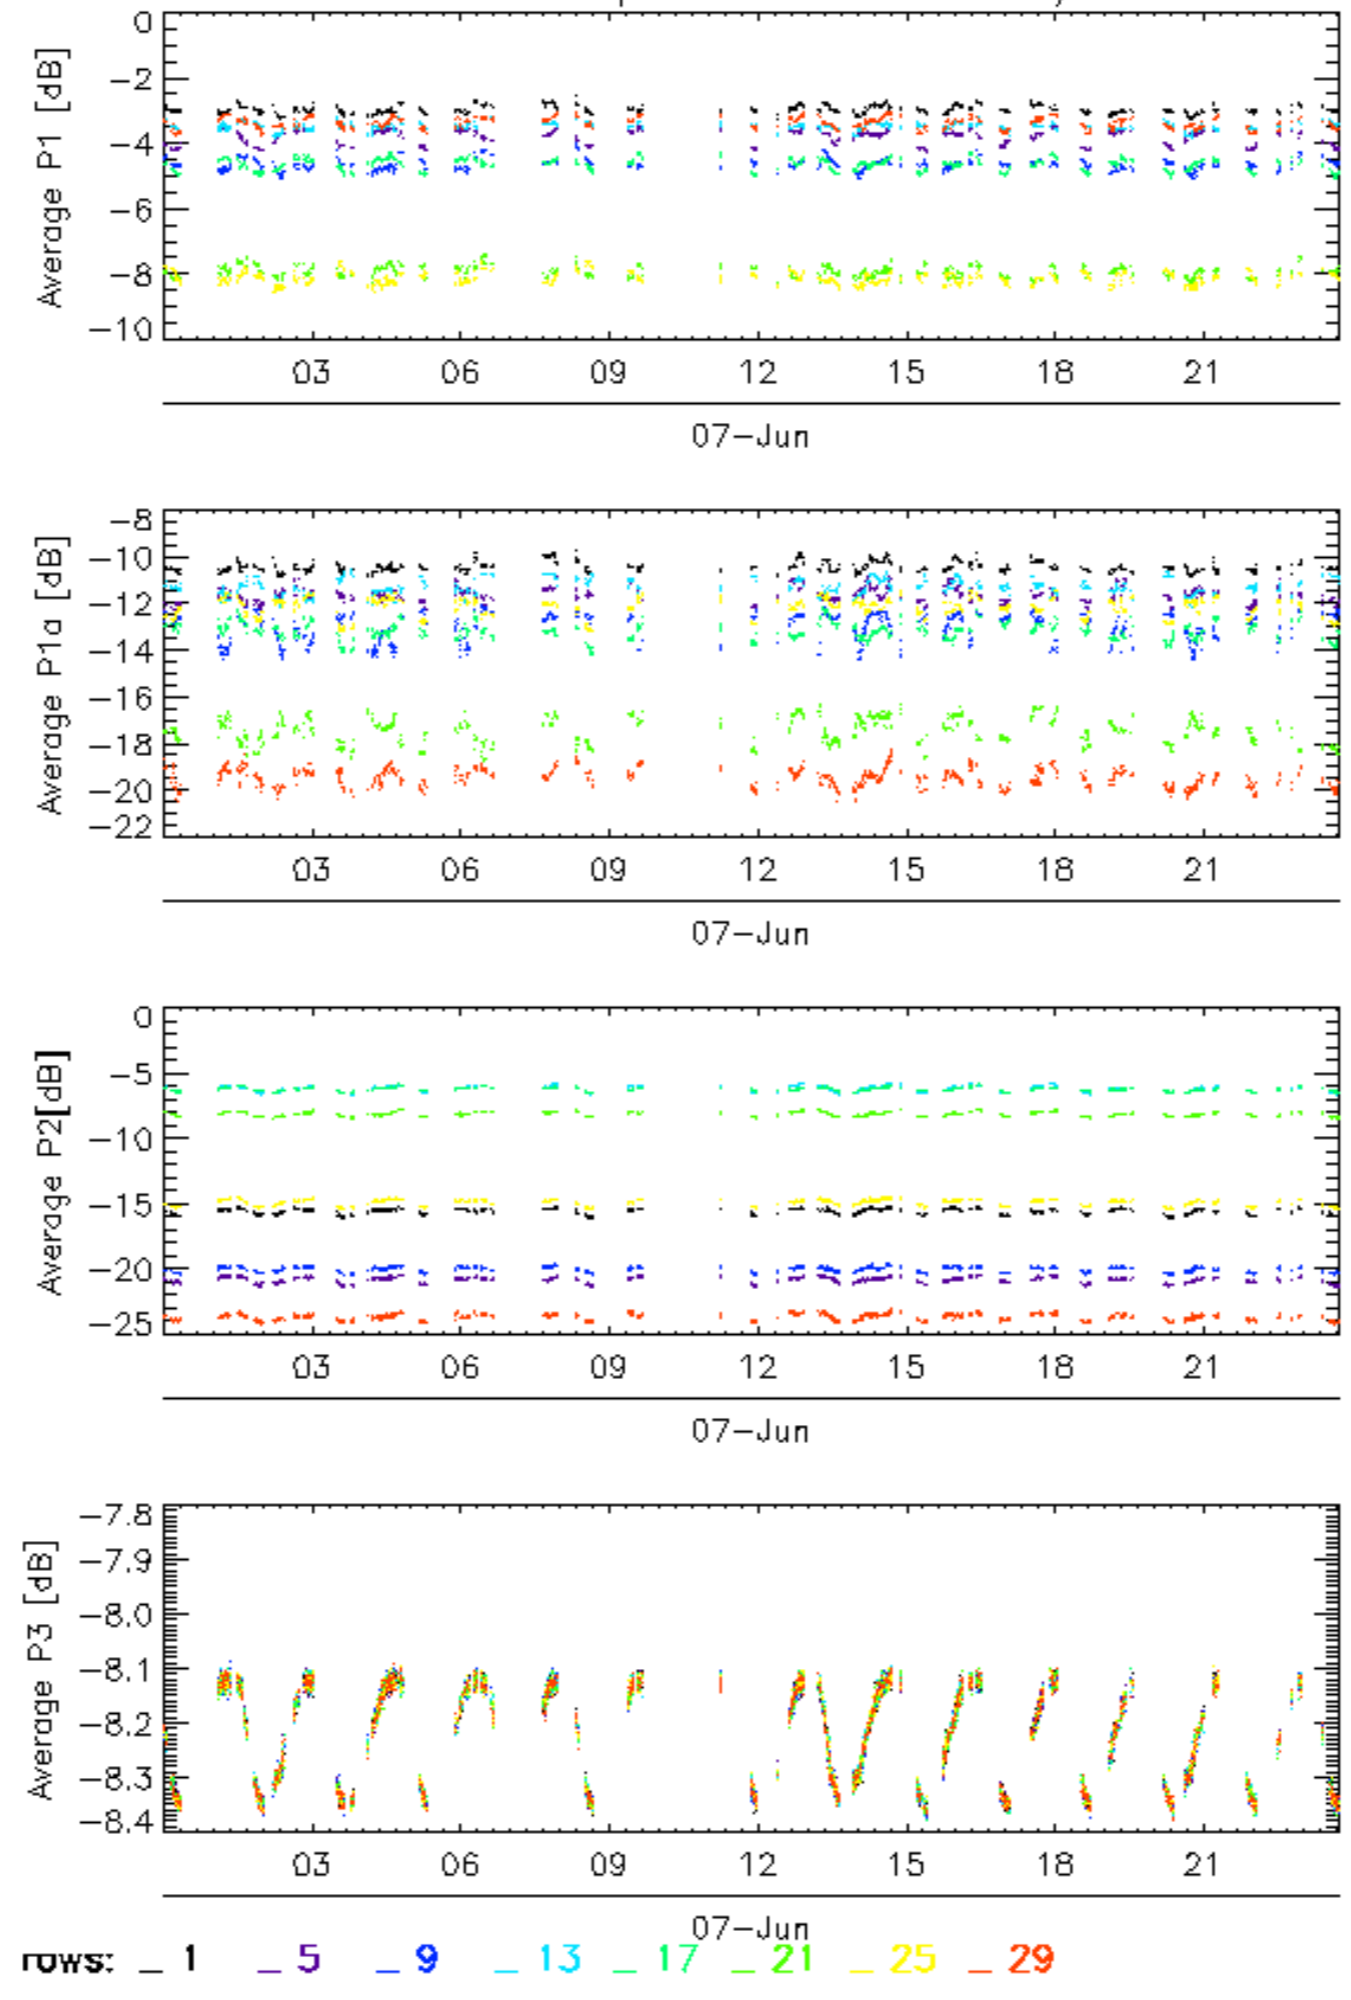 0
−2
−4
−6
−8
−10
Average P1 [dB]
03 06 09 12 15 18 21
07−Jun
−8
−10
−12
−14
−16
−18
−20
−22
Average P1a [dB]
03 06 09 12 15 18 21
07−Jun
0
−5
−10
−15
−20
−25
Average P2[dB]
03 06 09 12 15 18 21
07−Jun
−7.8
−7.9
−8.0
−8.1
−8.2
−8.3
−8.4
Average P3 [dB]
03 06 09 12 15 18 21
07−Jun
rows: _ 1 _ 5 _ 9 _ 13 _ 17 _ 21 _ 25 _ 29